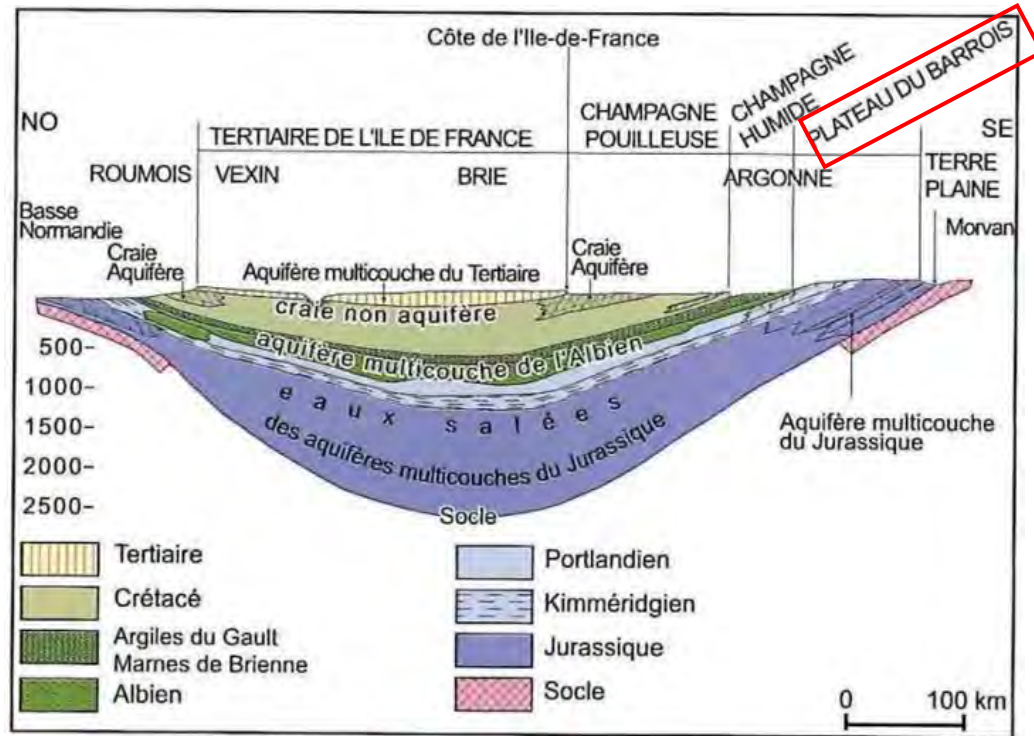 Côte de l'Ile-de-France
NO
TERTIAIRE DE L'ILE DE FRANCE
CHAMPAGNE
POUILLEUSE
CHAMPAGNE
HUMIDE
PLATEAU DU BARROIS
SE
ROUMOIS
VEXIN
BRIE
ARGONNE
TERRE
PLAINE
Basse
Normandie
Morvan
Craie
Aquifère
Aquifère multicouche du Tertiaire
Craie
Aquifère
craie non aquifère
aquifère multicouche de l'Albien
eaux salées
des aquifères multicouches du Jurassique
Socle
Aquifère multicouche
du Jurassique
500-
1000-
1500-
2000-
2500-
Tertiaire
Crétacé
Argiles du Gault
Marnes de Brienne
Albien
Portlandien
Kimméridgien
Jurassique
Socle
0 100 km